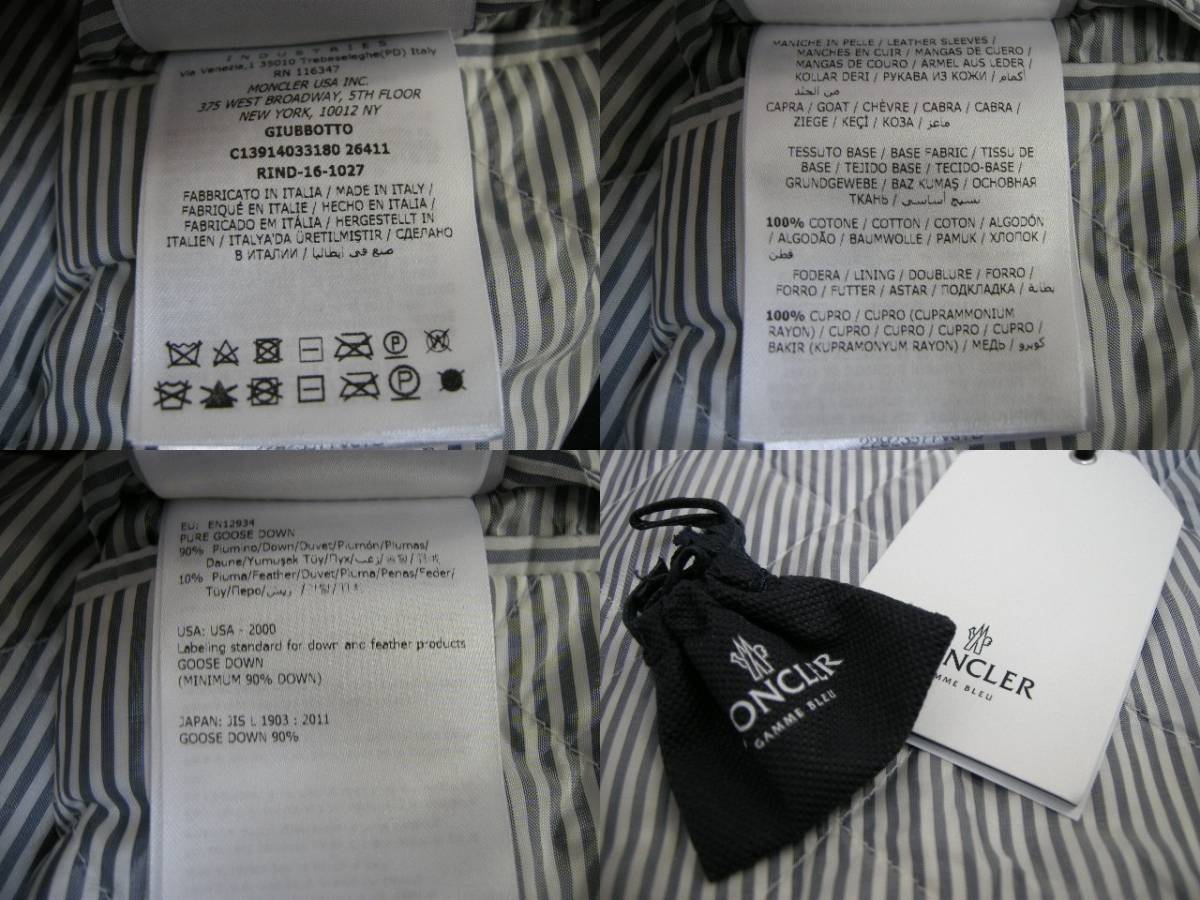 INDUSTRIES
Via Venezia,1 35010 Trebaseleghe(PD) Italy
RN 116347
MONCLER USA INC.
375 WEST BROADWAY, 5TH FLOOR
NEW YORK, 10012 NY
GIUBBOTTO
C13914033180 26411
RIND-16-1027
FABBRICATO IN ITALIA / MADE IN ITALY /
FABRIQUÉ EN ITALIE / HECHO EN ITALIA /
FABRICADO EM ITÁLIA / HERGESTELLT IN
ITALIEN / ITALYA'DA ÜRETILMIŞTIR / СДЕЛАНО
В ИТАЛИИ / صنع في إيطاليا
P
W
P
MANICHE IN PELLE / LEATHER SLEEVES /
MANCHES EN CUIR / MANGAS DE CUERO /
MANGAS DE COURO / ÄRMEL AUS LEDER /
KOLLAR DERI / РУКАВА ИЗ КОЖИ / أكمام
من الجلد
CAPRA / GOAT / CHÈVRE / CABRA / CABRA /
ZIEGE / KEÇİ / КОЗА / ماعز
TESSUTO BASE / BASE FABRIC / TISSU DE
BASE / TEJIDO BASE / TECIDO-BASE /
GRUNDGEWEBE / BAZ KUMAŞ / ОСНОВНАЯ
ТКАНЬ / نسيج أساسي
100% COTONE / COTTON / COTON / ALGODÓN
/ ALGODÃO / BAUMWOLLE / PAMUK / ХЛОПОК /
قطن
FODERA / LINING / DOUBLURE / FORRO /
FORRO / FUTTER / ASTAR / ПОДКЛАДКА / بطانة
100% CUPRO / CUPRO (CUPRAMMONIUM
RAYON) / CUPRO / CUPRO / CUPRO / CUPRO /
BAKIR (KUPRAMONYUM RAYON) / МЕДЬ / كوبرو
EU: EN12934
PURE GOOSE DOWN
90% Piumino/Down/Duvet/Plumón/Plumas/
Daune/Yumuşak Tüy/Пух/زغب/
10% Piuma/Feather/Duvet/Pluma/Penas/Feder/
Tüy/Перо/ريش/
USA: USA - 2000
Labeling standard for down and feather products
GOOSE DOWN
(MINIMUM 90% DOWN)
JAPAN: JIS L 1903 : 2011
GOOSE DOWN 90%
MONCLER
GAMME BLEU
ONCLER
MME BLEU